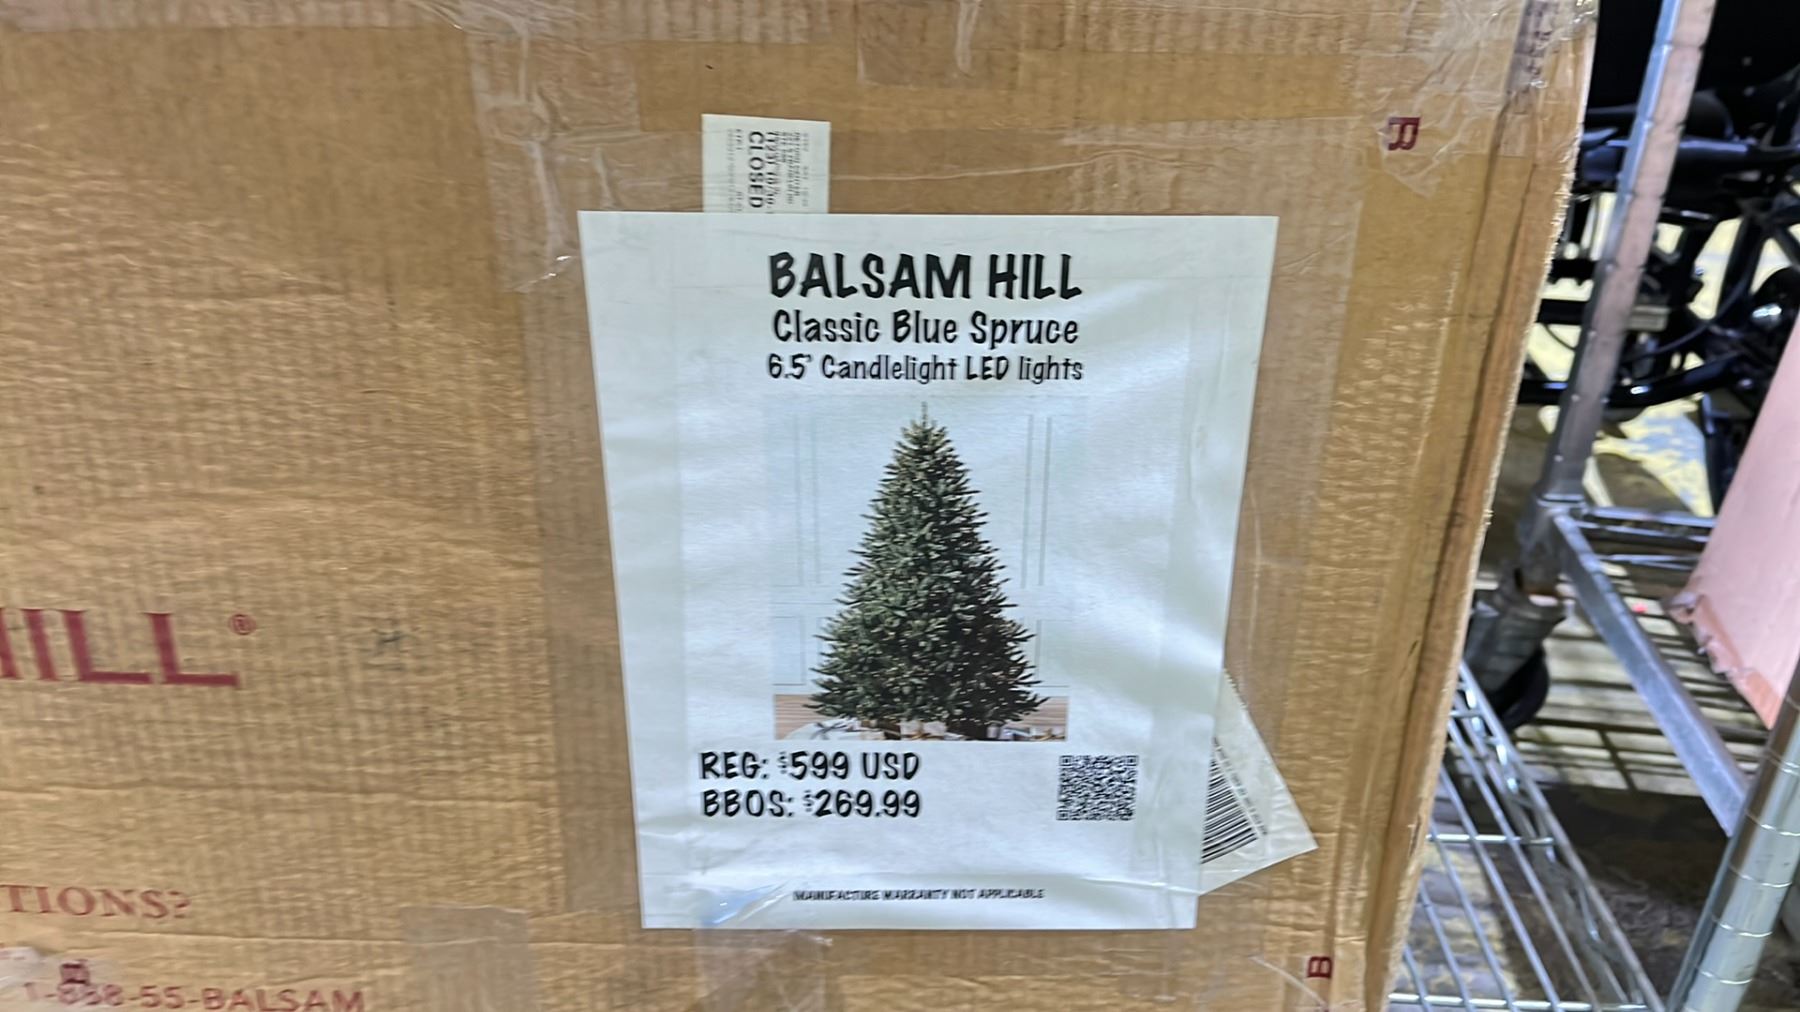 CLOSED
B
BALSAM HILL
Classic Blue Spruce
6.5' Candlelight LED lights
HILL®
REG: $599 USD
BBOS: $269.99
MANUFACTURE WARRANTY NOT APPLICABLE
TIONS?
B
1-888-55-BALSAM